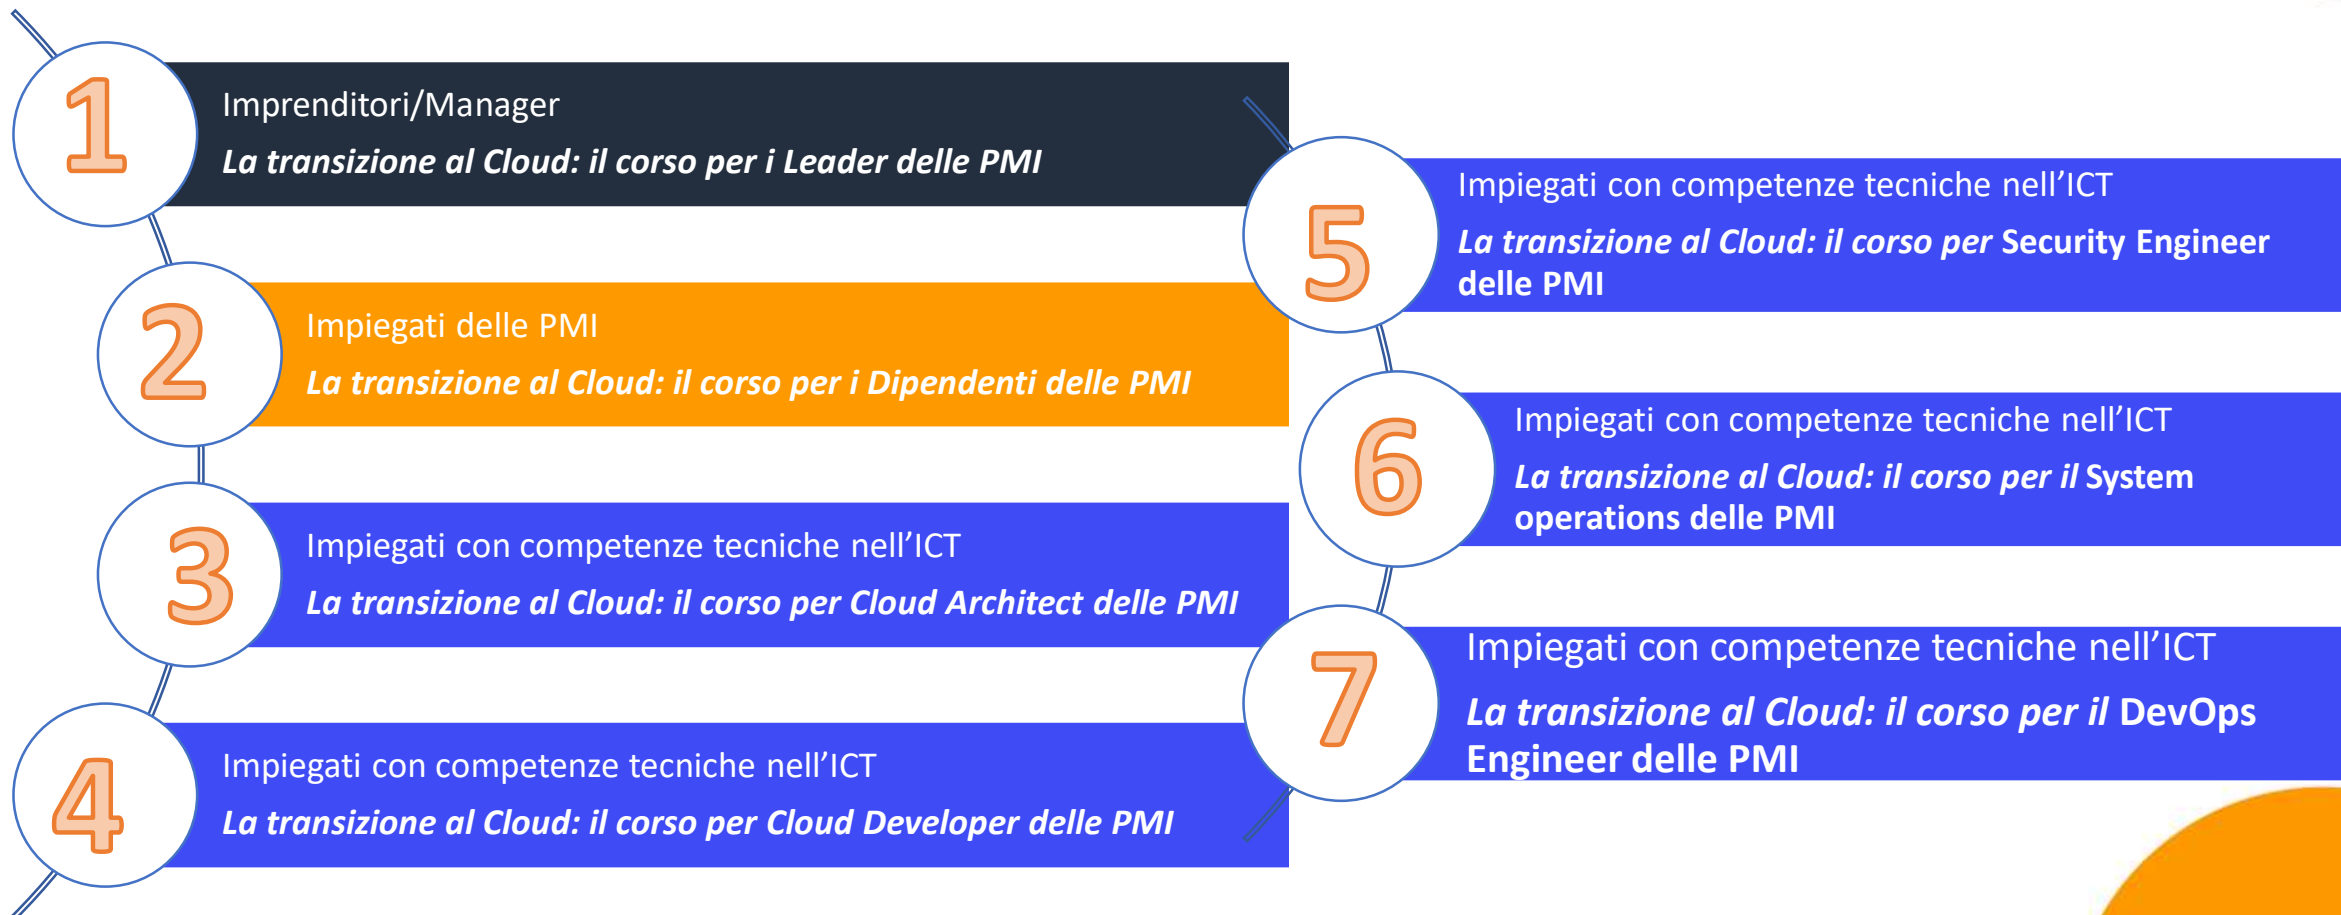 1
Imprenditori/Manager
La transizione al Cloud: il corso per i Leader delle PMI
2
Impiegati delle PMI
La transizione al Cloud: il corso per i Dipendenti delle PMI
3
Impiegati con competenze tecniche nell’ICT
La transizione al Cloud: il corso per Cloud Architect delle PMI
4
Impiegati con competenze tecniche nell’ICT
La transizione al Cloud: il corso per Cloud Developer delle PMI
5
Impiegati con competenze tecniche nell’ICT
La transizione al Cloud: il corso per Security Engineer
delle PMI
6
Impiegati con competenze tecniche nell’ICT
La transizione al Cloud: il corso per il System
operations delle PMI
7
Impiegati con competenze tecniche nell’ICT
La transizione al Cloud: il corso per il DevOps
Engineer delle PMI